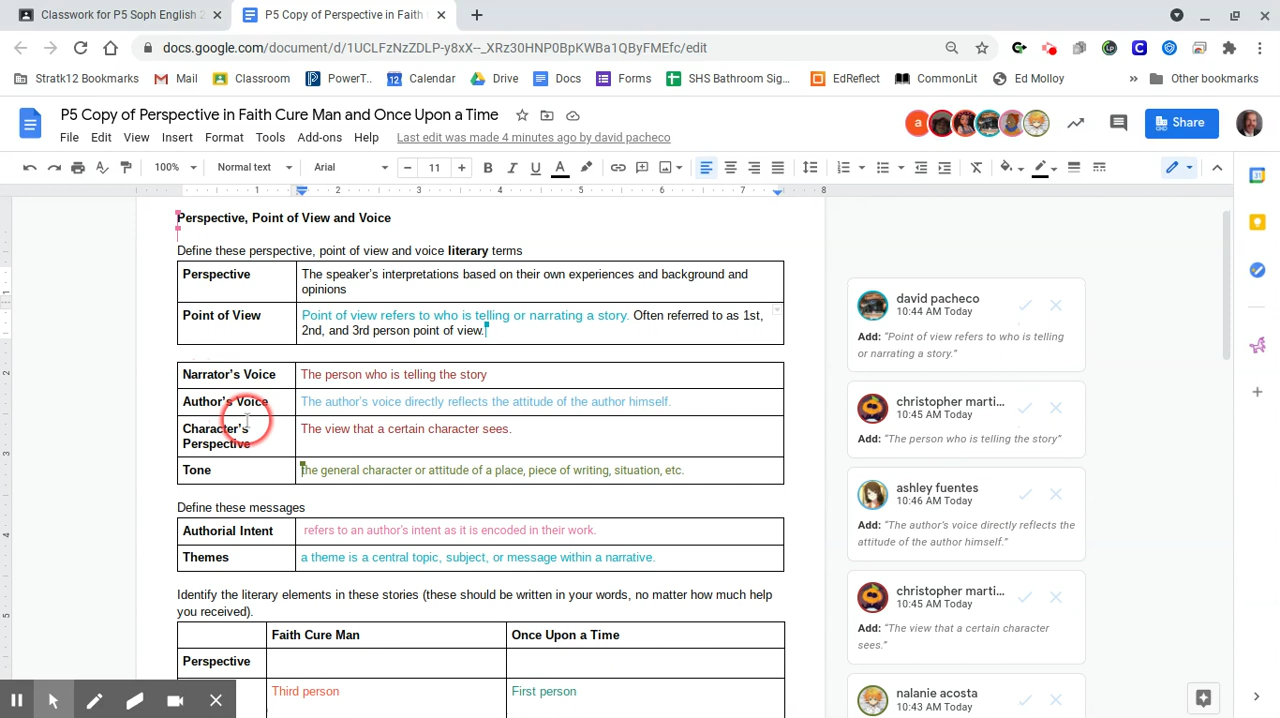 Classwork for P5 Soph English 2
P5 Copy of Perspective in Faith
docs.google.com/document/d/1UCLFzNzZDLP-y8xX--_XRz30HNP0BpKWBa1QByFMEfc/edit
Stratk12 Bookmarks Mail Classroom PowerT... Calendar Drive Docs Forms SHS Bathroom Sig... EdReflect CommonLit Ed Molloy » Other bookmarks
P5 Copy of Perspective in Faith Cure Man and Once Upon a Time
File Edit View Insert Format Tools Help Last edit was made 4 minutes ago by david pacheco
Share
100% Normal text Arial 11
1 2 3 4 5 6 7 8
Perspective, Point of View and Voice
Define these perspective, point of view and voice literary terms
Perspective The speaker's interpretations based on their own experiences and background and
opinions
Point of View Point of view refers to who is telling or narrating a story. Often referred to as 1st,
2nd, and 3rd person point of view.
Narrator's Voice The person who is telling the story
Author's Voice The author's voice directly reflects the attitude of the author himself.
Character's The view that a certain character sees.
Perspective
Tone the general character or attitude of a place, piece of writing, situation, etc.
Define these messages
Authorial Intent refers to an author's intent as it is encoded in their work.
Themes a theme is a central topic, subject, or message within a narrative.
Identify the literary elements in these stories (these should be written in your words, no matter how much help
you received).
Faith Cure Man Once Upon a Time
Perspective
Third person First person
david pacheco
10:44 AM Today
Add: "Point of view refers to who is telling
or narrating a story."
christopher marti...
10:45 AM Today
Add: "The person who is telling the story"
ashley fuentes
10:46 AM Today
Add: "The author's voice directly reflects the
attitude of the author himself."
christopher marti...
10:45 AM Today
Add: "The view that a certain character
sees."
nalanie acosta
10:43 AM Today